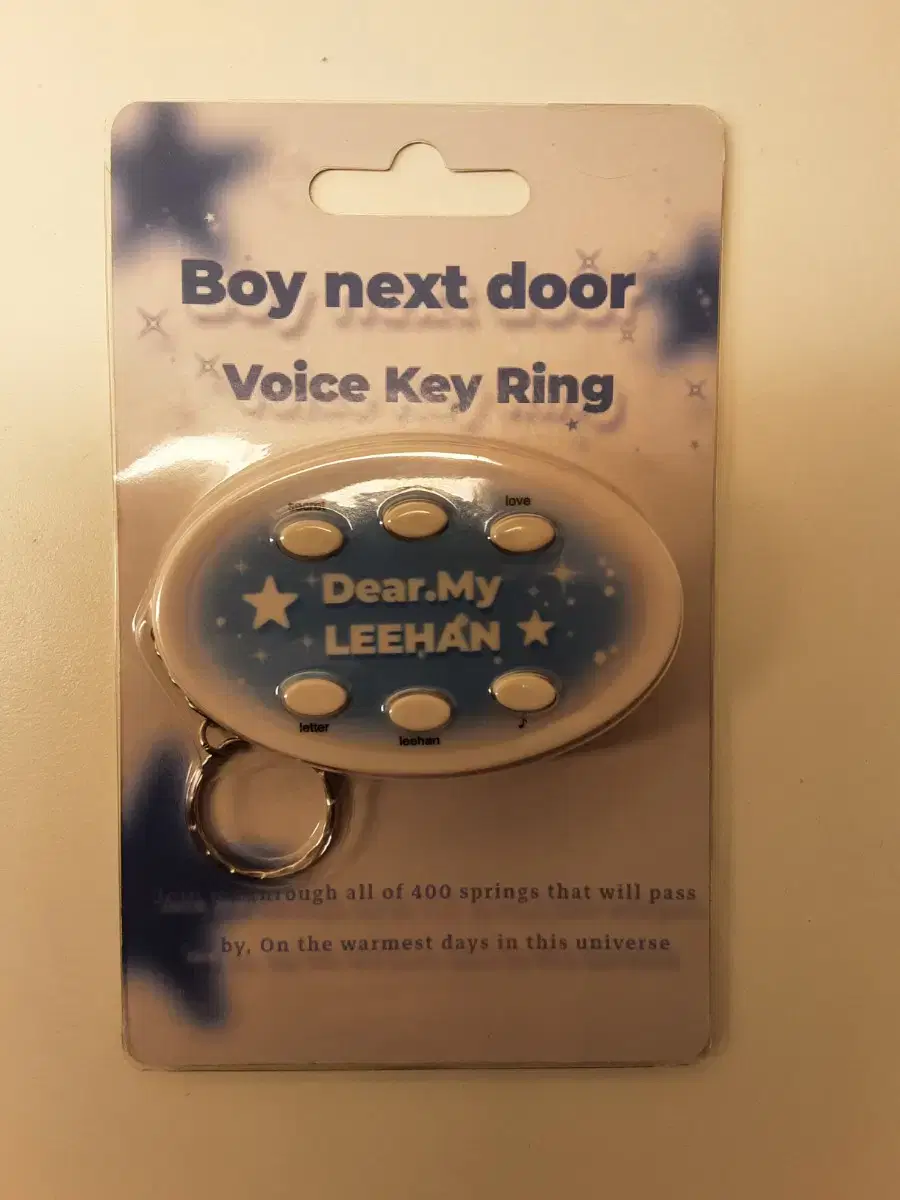 Boy next door
Voice Key Ring
secret
love
Dear.My
LEEHAN
letter
leehan
♪
through all of 400 springs that will pass
by, On the warmest days in this universe